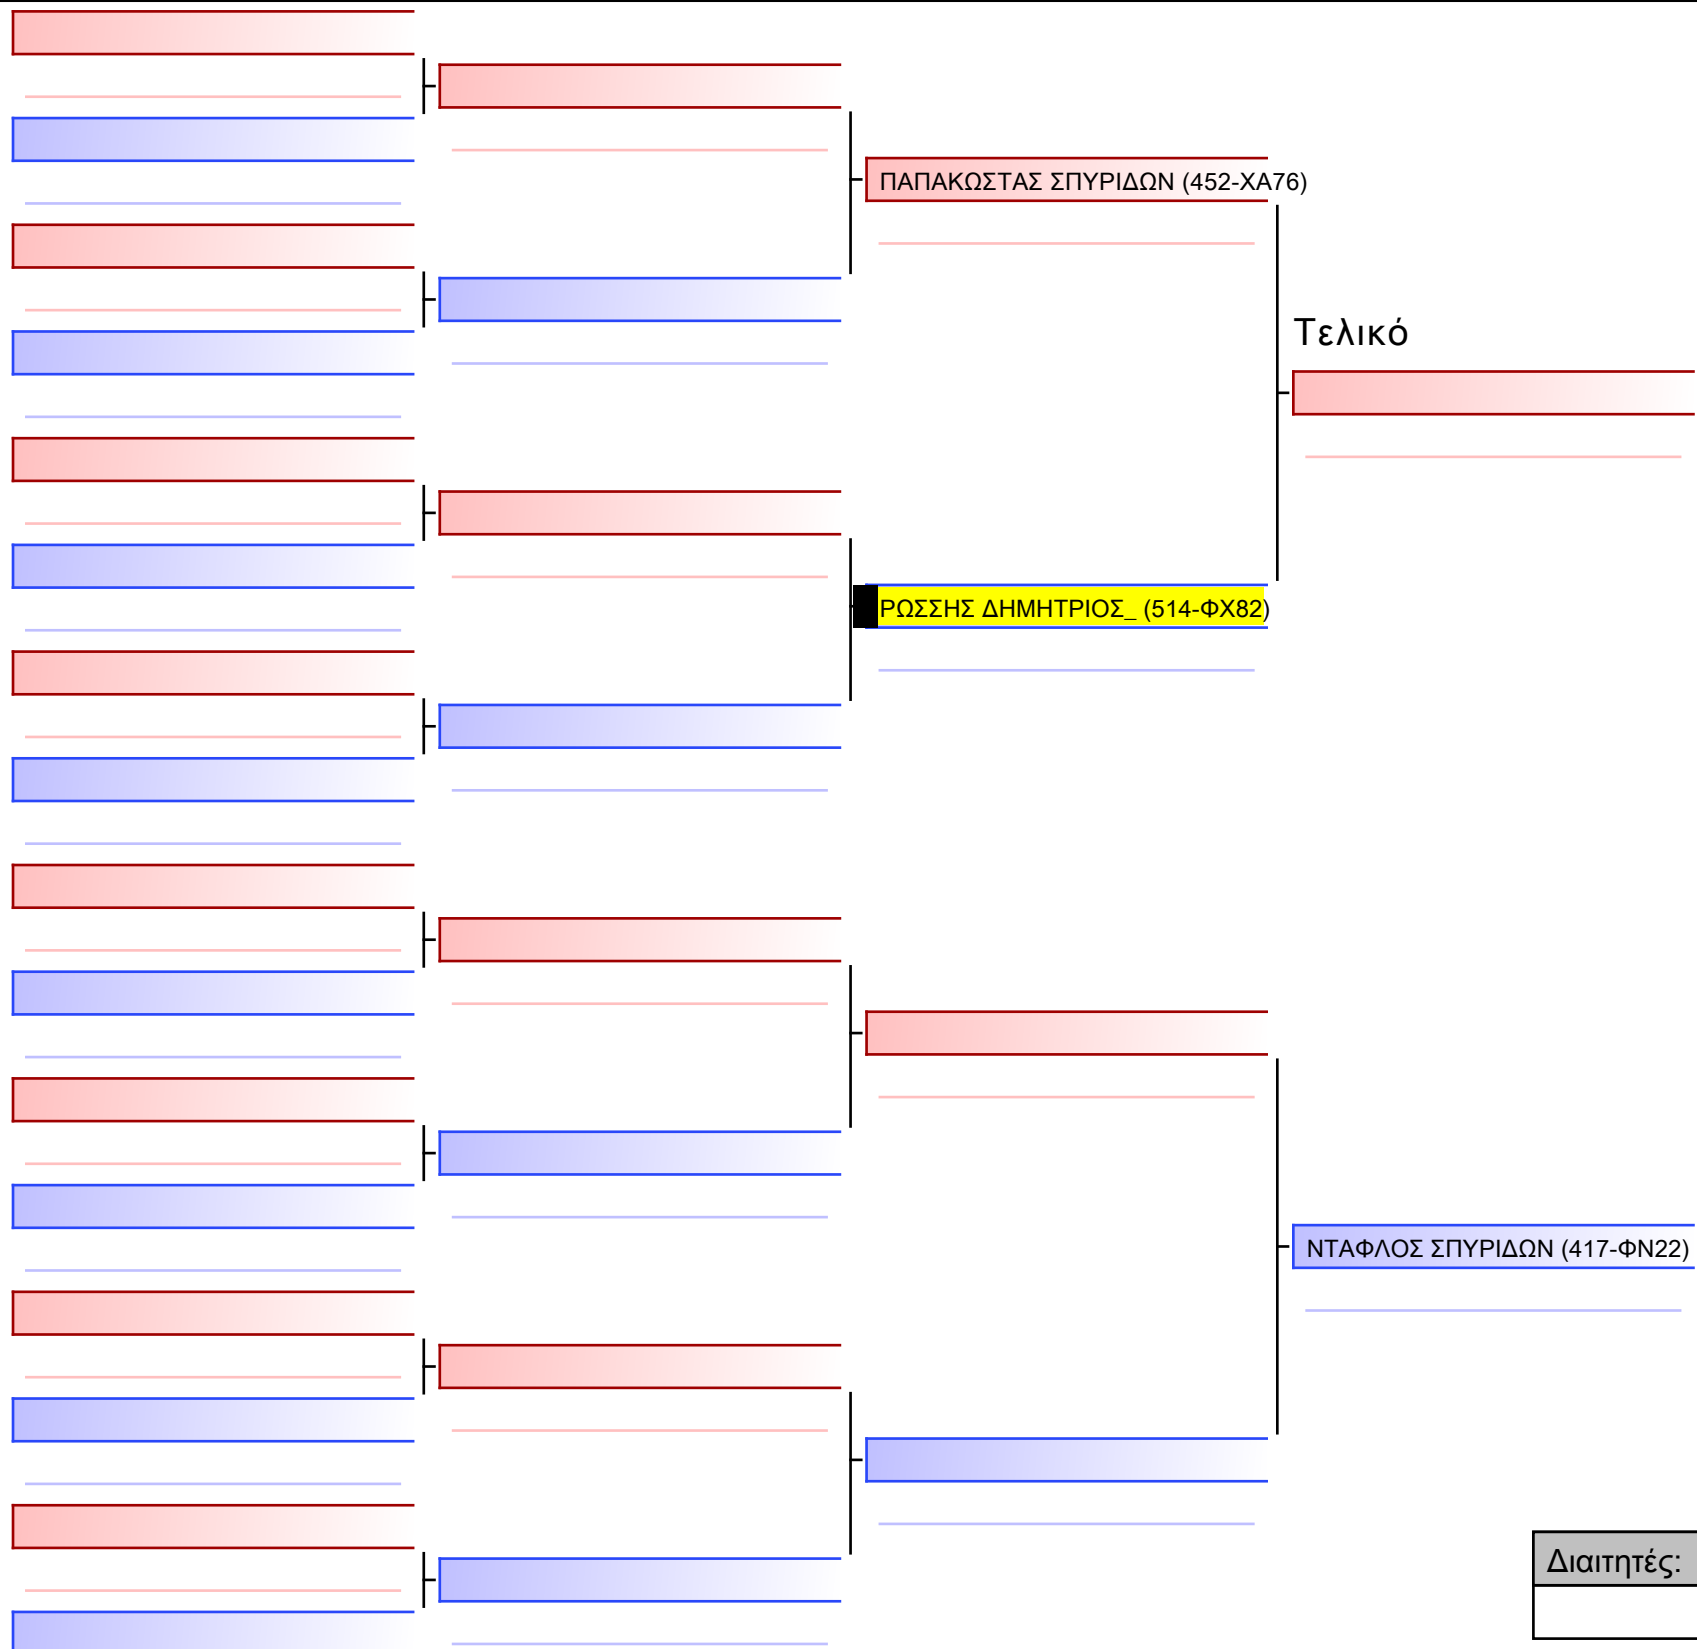 ΠΑΠΑΚΩΣΤΑΣ ΣΠΥΡΙΔΩΝ (452-ΧΑ76)
Τελικό
ΡΩΣΣΗΣ ΔΗΜΗΤΡΙΟΣ_ (514-ΦΧ82)
ΝΤΑΦΛΟΣ ΣΠΥΡΙΔΩΝ (417-ΦΝ22)
Διαιτητές: